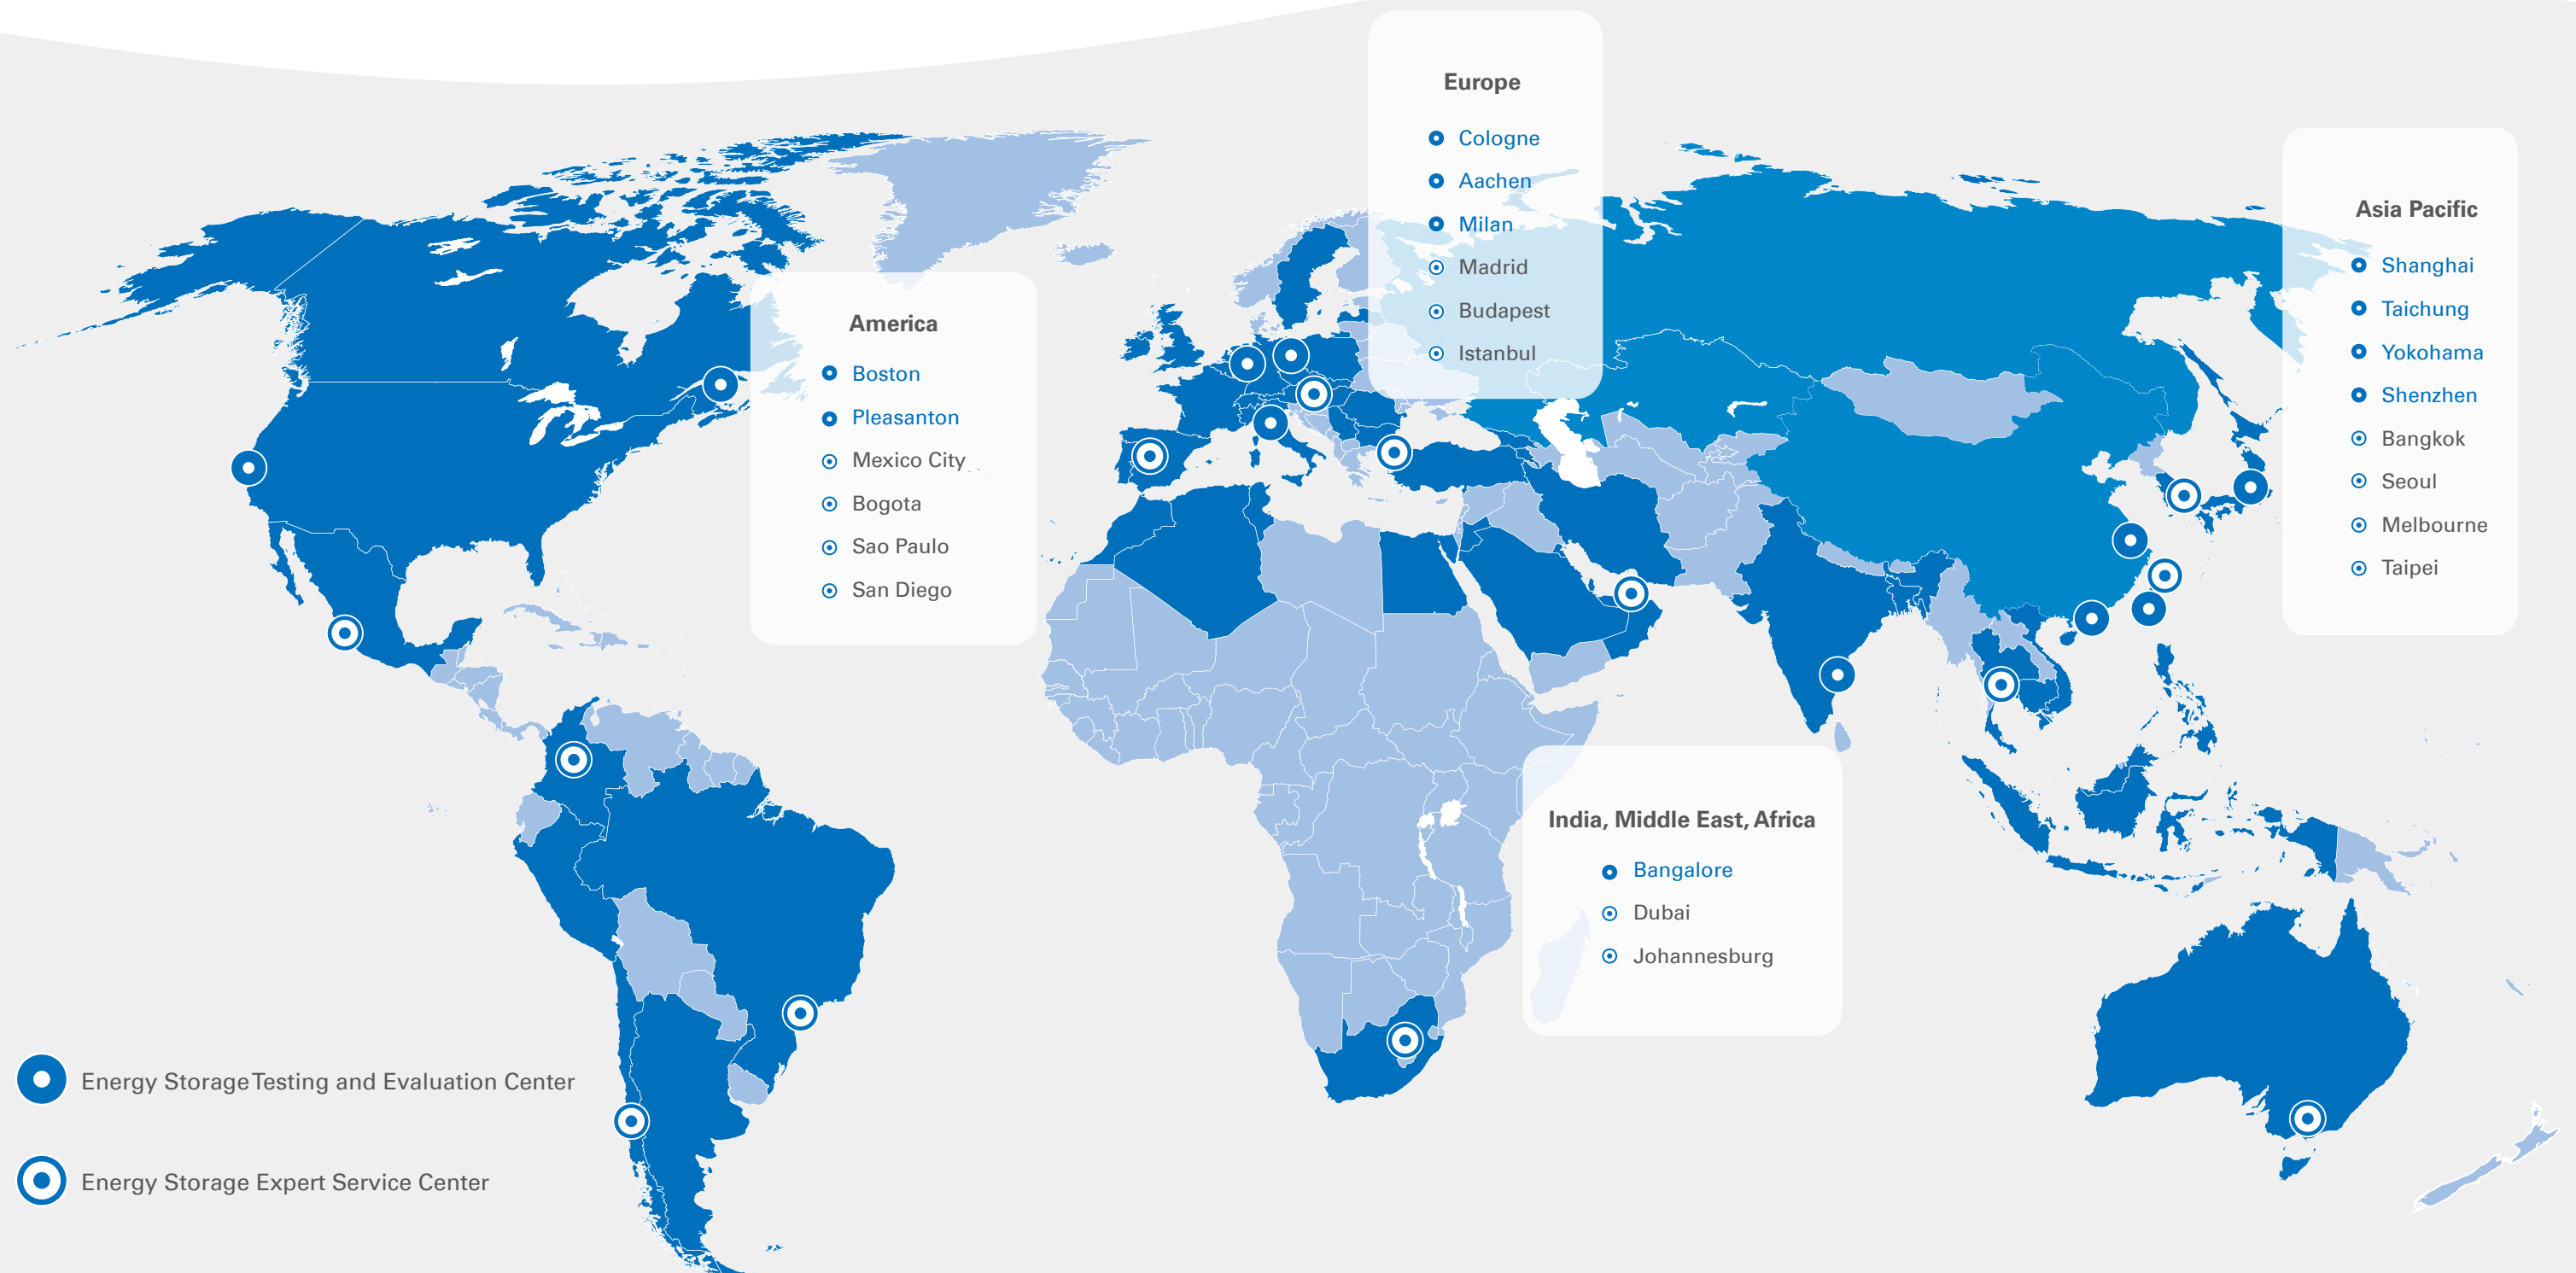 Europe
Cologne
Aachen
Milan
Madrid
Budapest
Istanbul
Asia Pacific
Shanghai
Taichung
Yokohama
Shenzhen
Bangkok
Seoul
Melbourne
Taipei
America
Boston
Pleasanton
Mexico City
Bogota
Sao Paulo
San Diego
India, Middle East, Africa
Bangalore
Dubai
Johannesburg
Energy Storage Testing and Evaluation Center
Energy Storage Expert Service Center